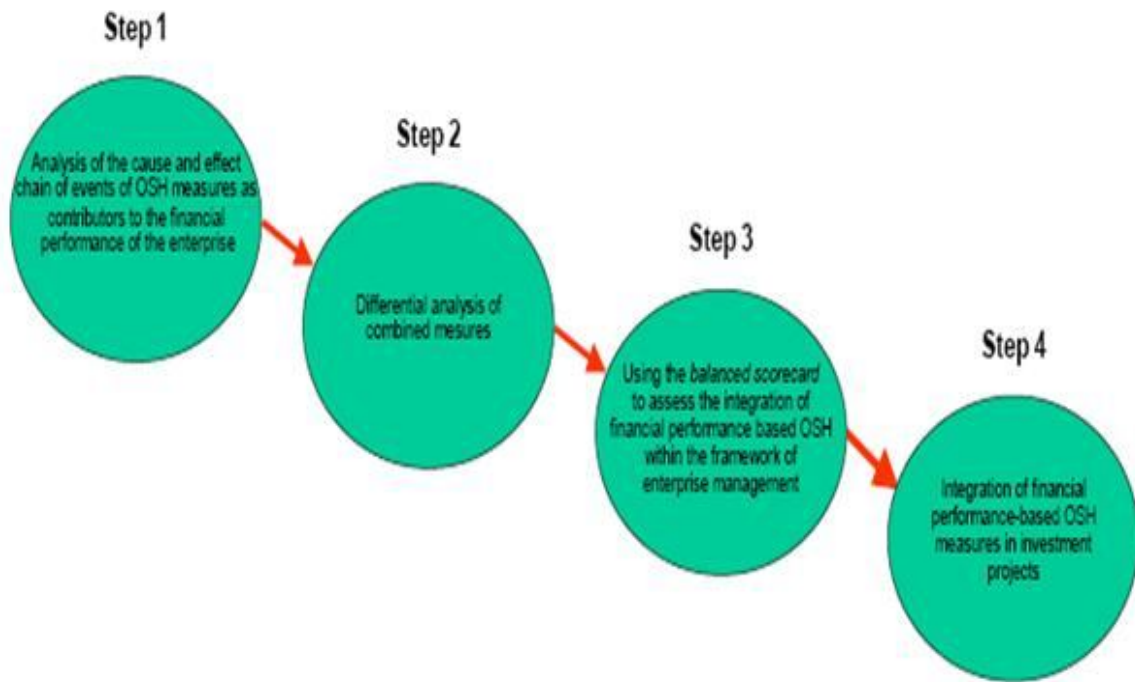 Step 1
Analysis of the cause and effect
chain of events of OSH measures as
contributors to the financial
performance of the enterprise
Step 2
Differential analysis of
combined mesures
Step 3
Using the balanced scorecard
to assess the integration of
financial performance based OSH
within the framework of
enterprise management
Step 4
Integration of financial
performance-based OSH
measures in investment
projects